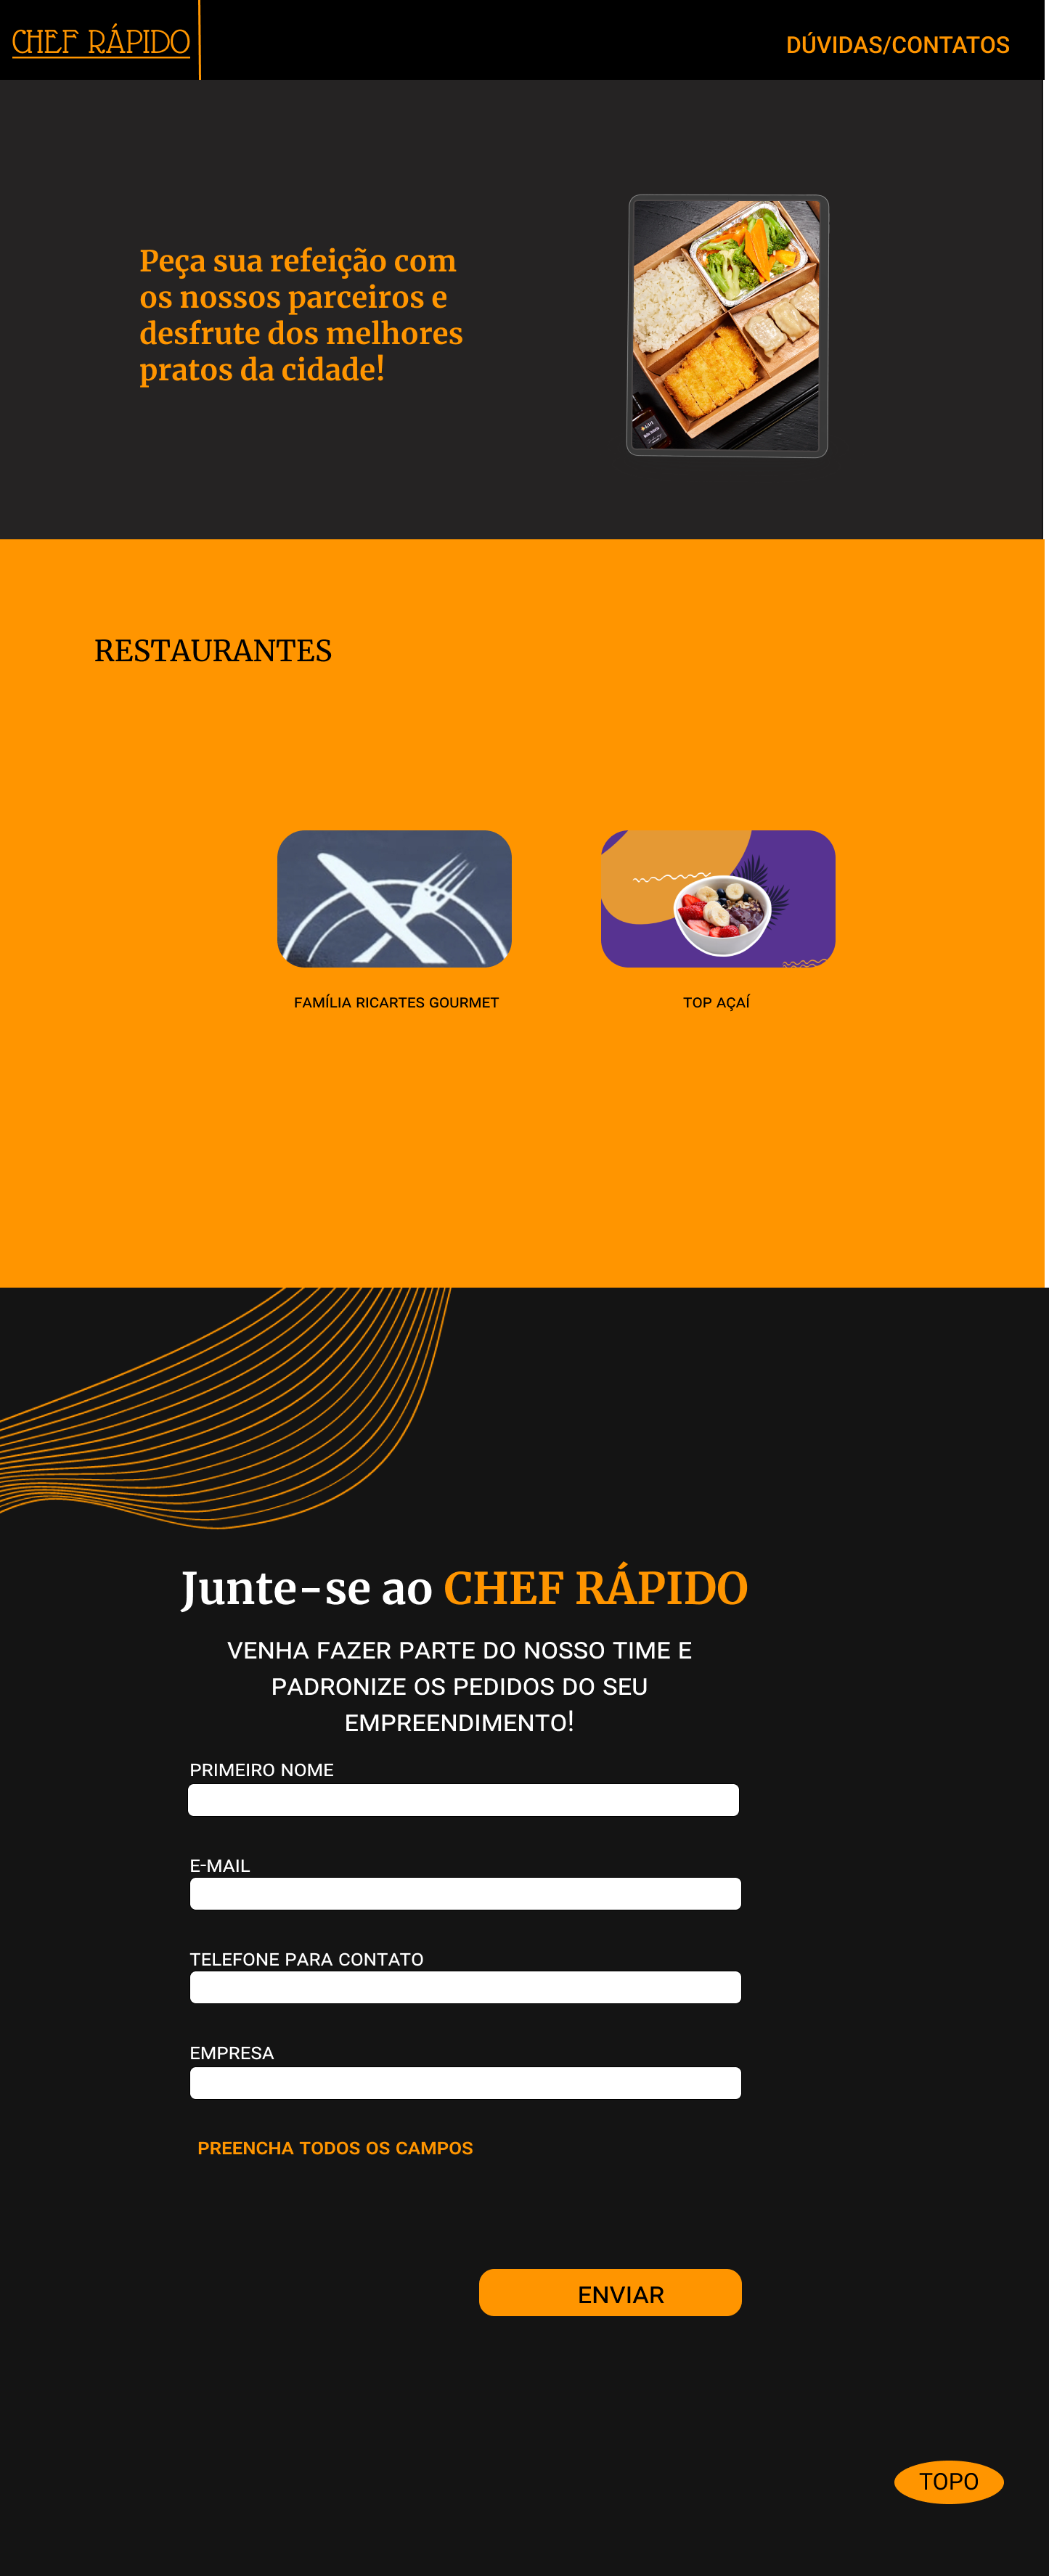 CHEF RÁPIDO
DÚVIDAS/CONTATOS
Peça sua refeição com
os nossos parceiros e
desfrute dos melhores
pratos da cidade!
RESTAURANTES
FAMÍLIA RICARTES GOURMET
TOP AÇAÍ
Junte-se ao CHEF RÁPIDO
VENHA FAZER PARTE DO NOSSO TIME E
PADRONIZE OS PEDIDOS DO SEU
EMPREENDIMENTO!
PRIMEIRO NOME
E-MAIL
TELEFONE PARA CONTATO
EMPRESA
PREENCHA TODOS OS CAMPOS
ENVIAR
TOPO